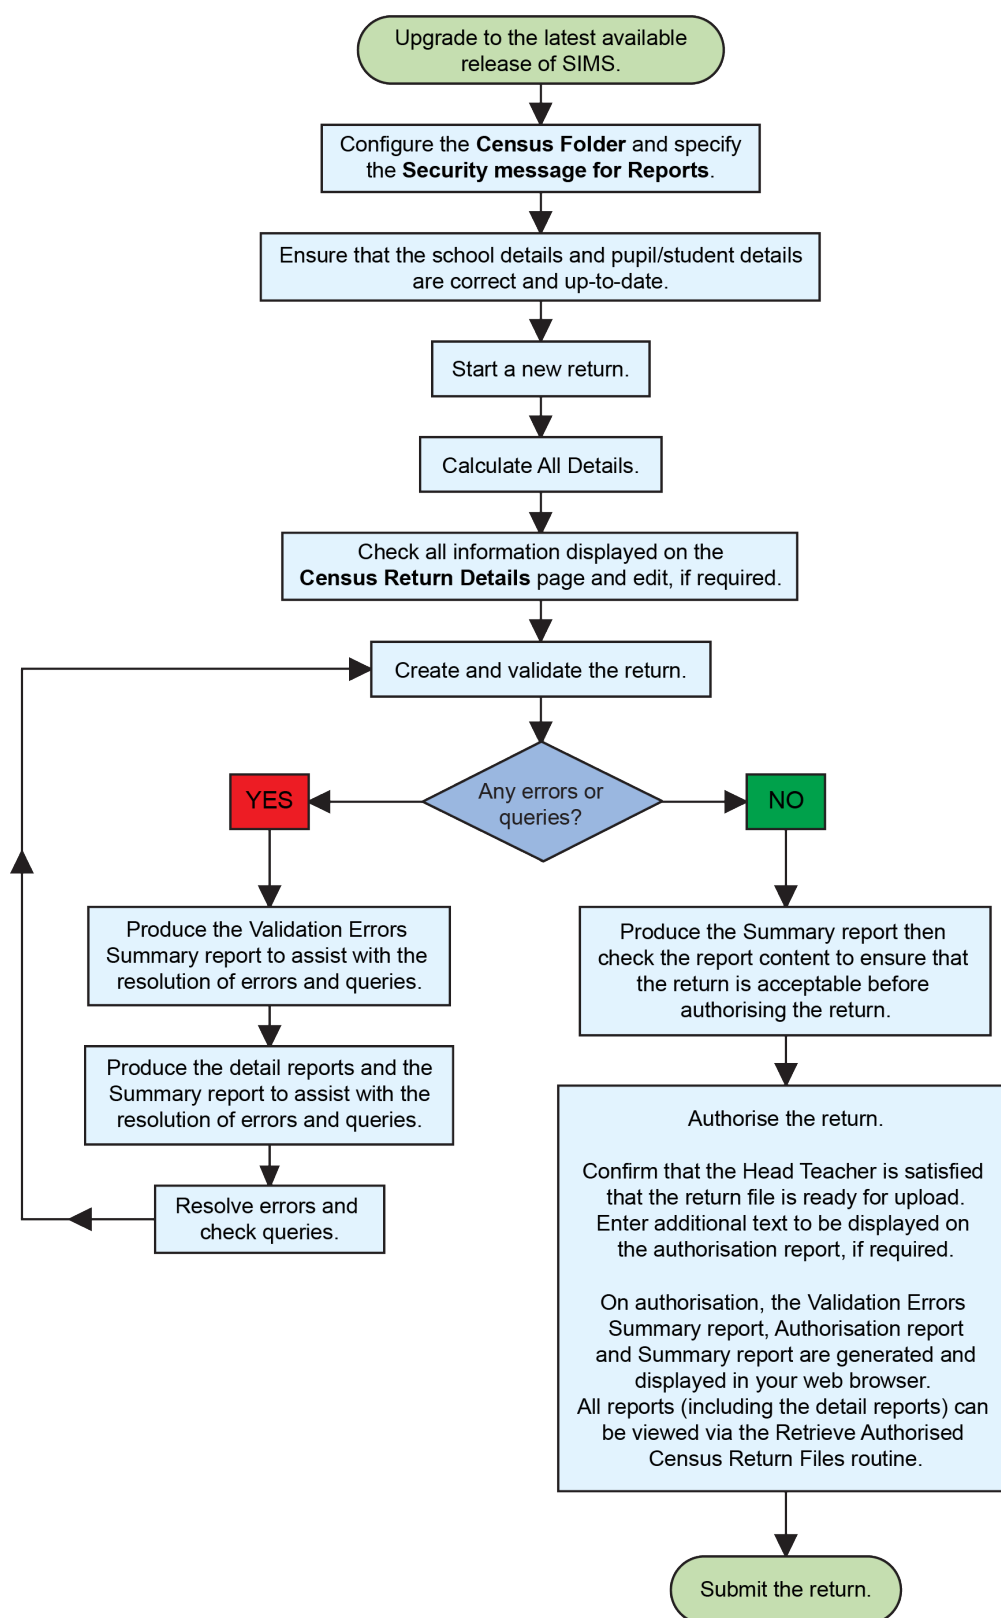 Upgrade to the latest available
release of SIMS.
Configure the Census Folder and specify
the Security message for Reports.
Ensure that the school details and pupil/student details
are correct and up-to-date.
Start a new return.
Calculate All Details.
Check all information displayed on the
Census Return Details page and edit, if required.
Create and validate the return.
Any errors or
queries?
YES
NO
Produce the Validation Errors
Summary report to assist with the
resolution of errors and queries.
Produce the detail reports and the
Summary report to assist with the
resolution of errors and queries.
Resolve errors and
check queries.
Produce the Summary report then
check the report content to ensure that
the return is acceptable before
authorising the return.
Authorise the return.
Confirm that the Head Teacher is satisfied
that the return file is ready for upload.
Enter additional text to be displayed on
the authorisation report, if required.
On authorisation, the Validation Errors
Summary report, Authorisation report
and Summary report are generated and
displayed in your web browser.
All reports (including the detail reports) can
be viewed via the Retrieve Authorised
Census Return Files routine.
Submit the return.